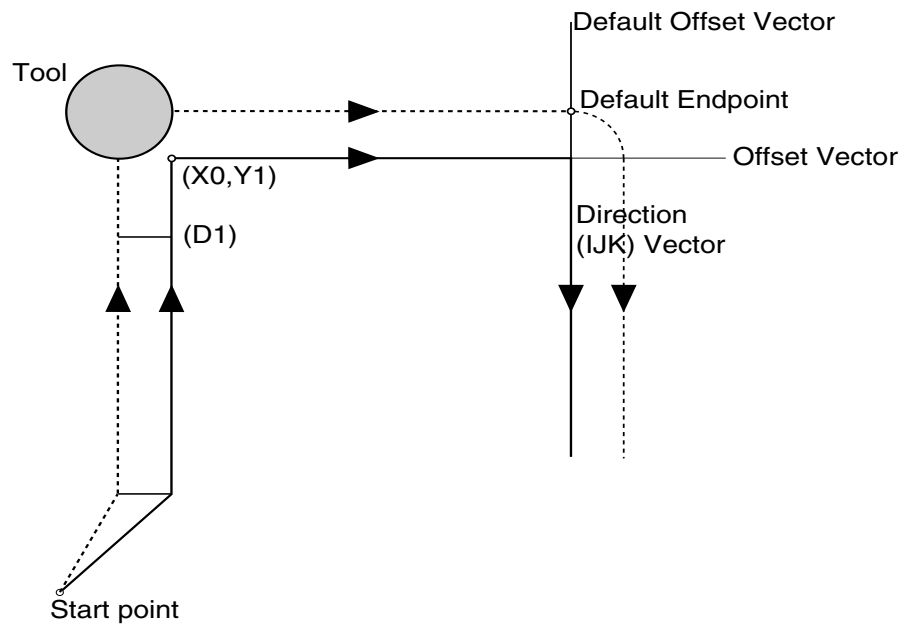 Default Offset Vector
Tool
Default Endpoint
Offset Vector
(X0,Y1)
Direction
(IJK) Vector
(D1)
Start point